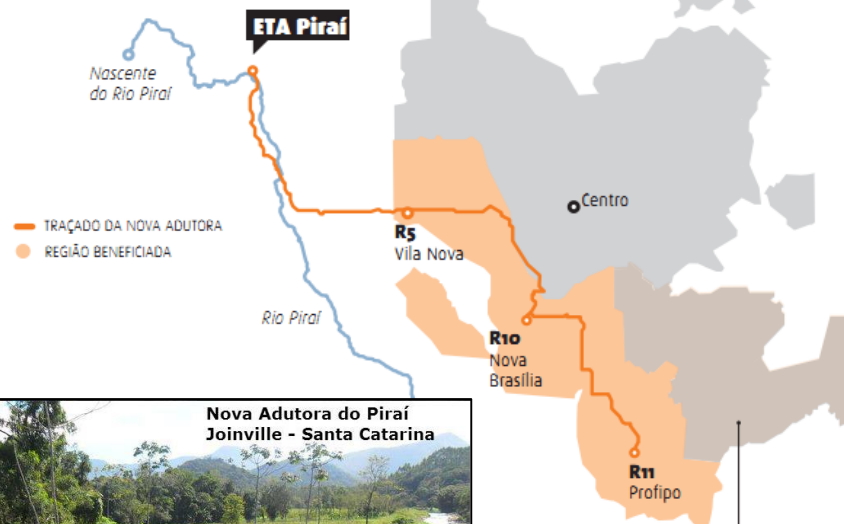 ETA Piraí
Nascente
do Rio Piraí
Centro
TRAÇADO DA NOVA ADUTORA
REGIÃO BENEFICIADA
R5
Vila Nova
Rio Piraí
R10
Nova
Brasília
Nova Adutora do Piraí
Joinville - Santa Catarina
R11
Profipo